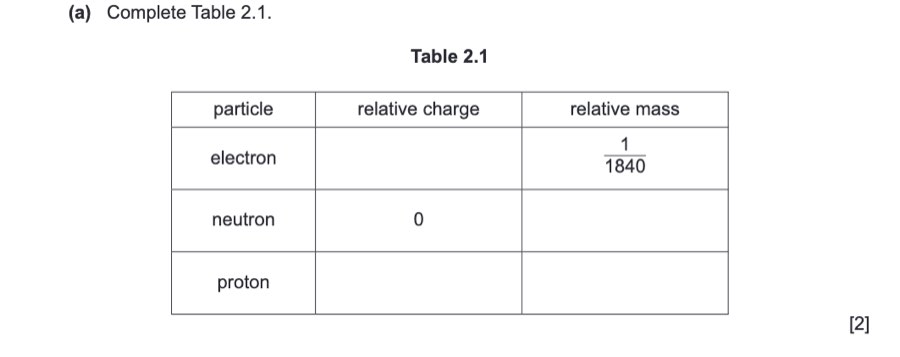 (a) Complete Table 2.1.
Table 2.1
particle relative charge relative mass
electron 1/1840
neutron 0
proton
[2]